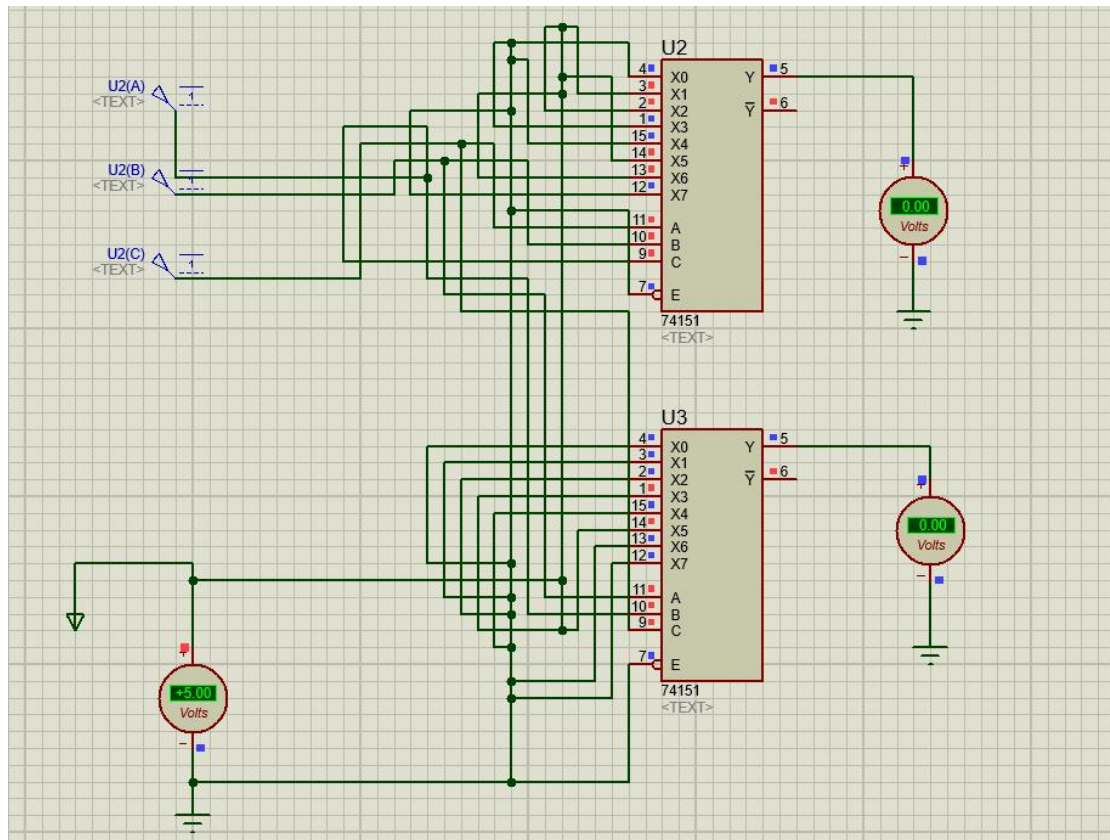 U2(A)
<TEXT>
1
U2(B)
<TEXT>
1
U2(C)
<TEXT>
1
U2
4 X0 Y 5
3 X1
2 X2 Y 6
1 X3
15 X4
14 X5
13 X6
12 X7
11 A
10 B
9 C
7 E
74151
<TEXT>
+
0.00
Volts
−
U3
4 X0 Y 5
3 X1
2 X2 Y 6
1 X3
15 X4
14 X5
13 X6
12 X7
11 A
10 B
9 C
7 E
74151
<TEXT>
+
0.00
Volts
−
+
+5.00
Volts
−